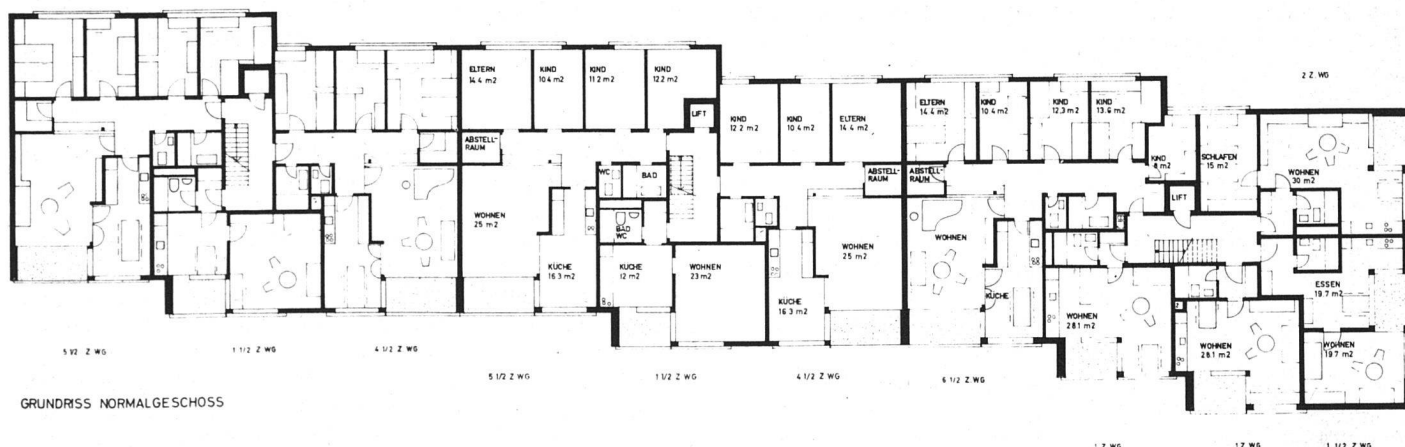 2 Z. WG
ELTERN
14.4 m2
KIND
10.4 m2
KIND
11.2 m2
KIND
12.2 m2
LIFT
KIND
12.2 m2
KIND
10.4 m2
ELTERN
14.4 m2
ELTERN
14.4 m2
KIND
10.4 m2
KIND
12.3 m2
KIND
13.6 m2
KIND
SCHLAFEN
15 m2
WOHNEN
30 m2
ABSTELL-
RAUM
WC
BAD
ABSTELL-
RAUM
ABSTELL-
RAUM
LIFT
WOHNEN
25 m2
BAD
WC
KÜCHE
16.3 m2
KÜCHE
12 m2
WOHNEN
23 m2
WOHNEN
25 m2
KÜCHE
16.3 m2
WOHNEN
KÜCHE
WOHNEN
28.1 m2
WOHNEN
28.1 m2
ESSEN
19.7 m2
WOHNEN
19.7 m2
5 1/2 Z. WG
1 1/2 Z. WG
4 1/2 Z. WG
5 1/2 Z. WG
1 1/2 Z. WG
4 1/2 Z. WG
6 1/2 Z. WG
1 Z. WG
1 Z. WG
1 1/2 Z. WG
GRUNDRISS NORMALGESCHOSS